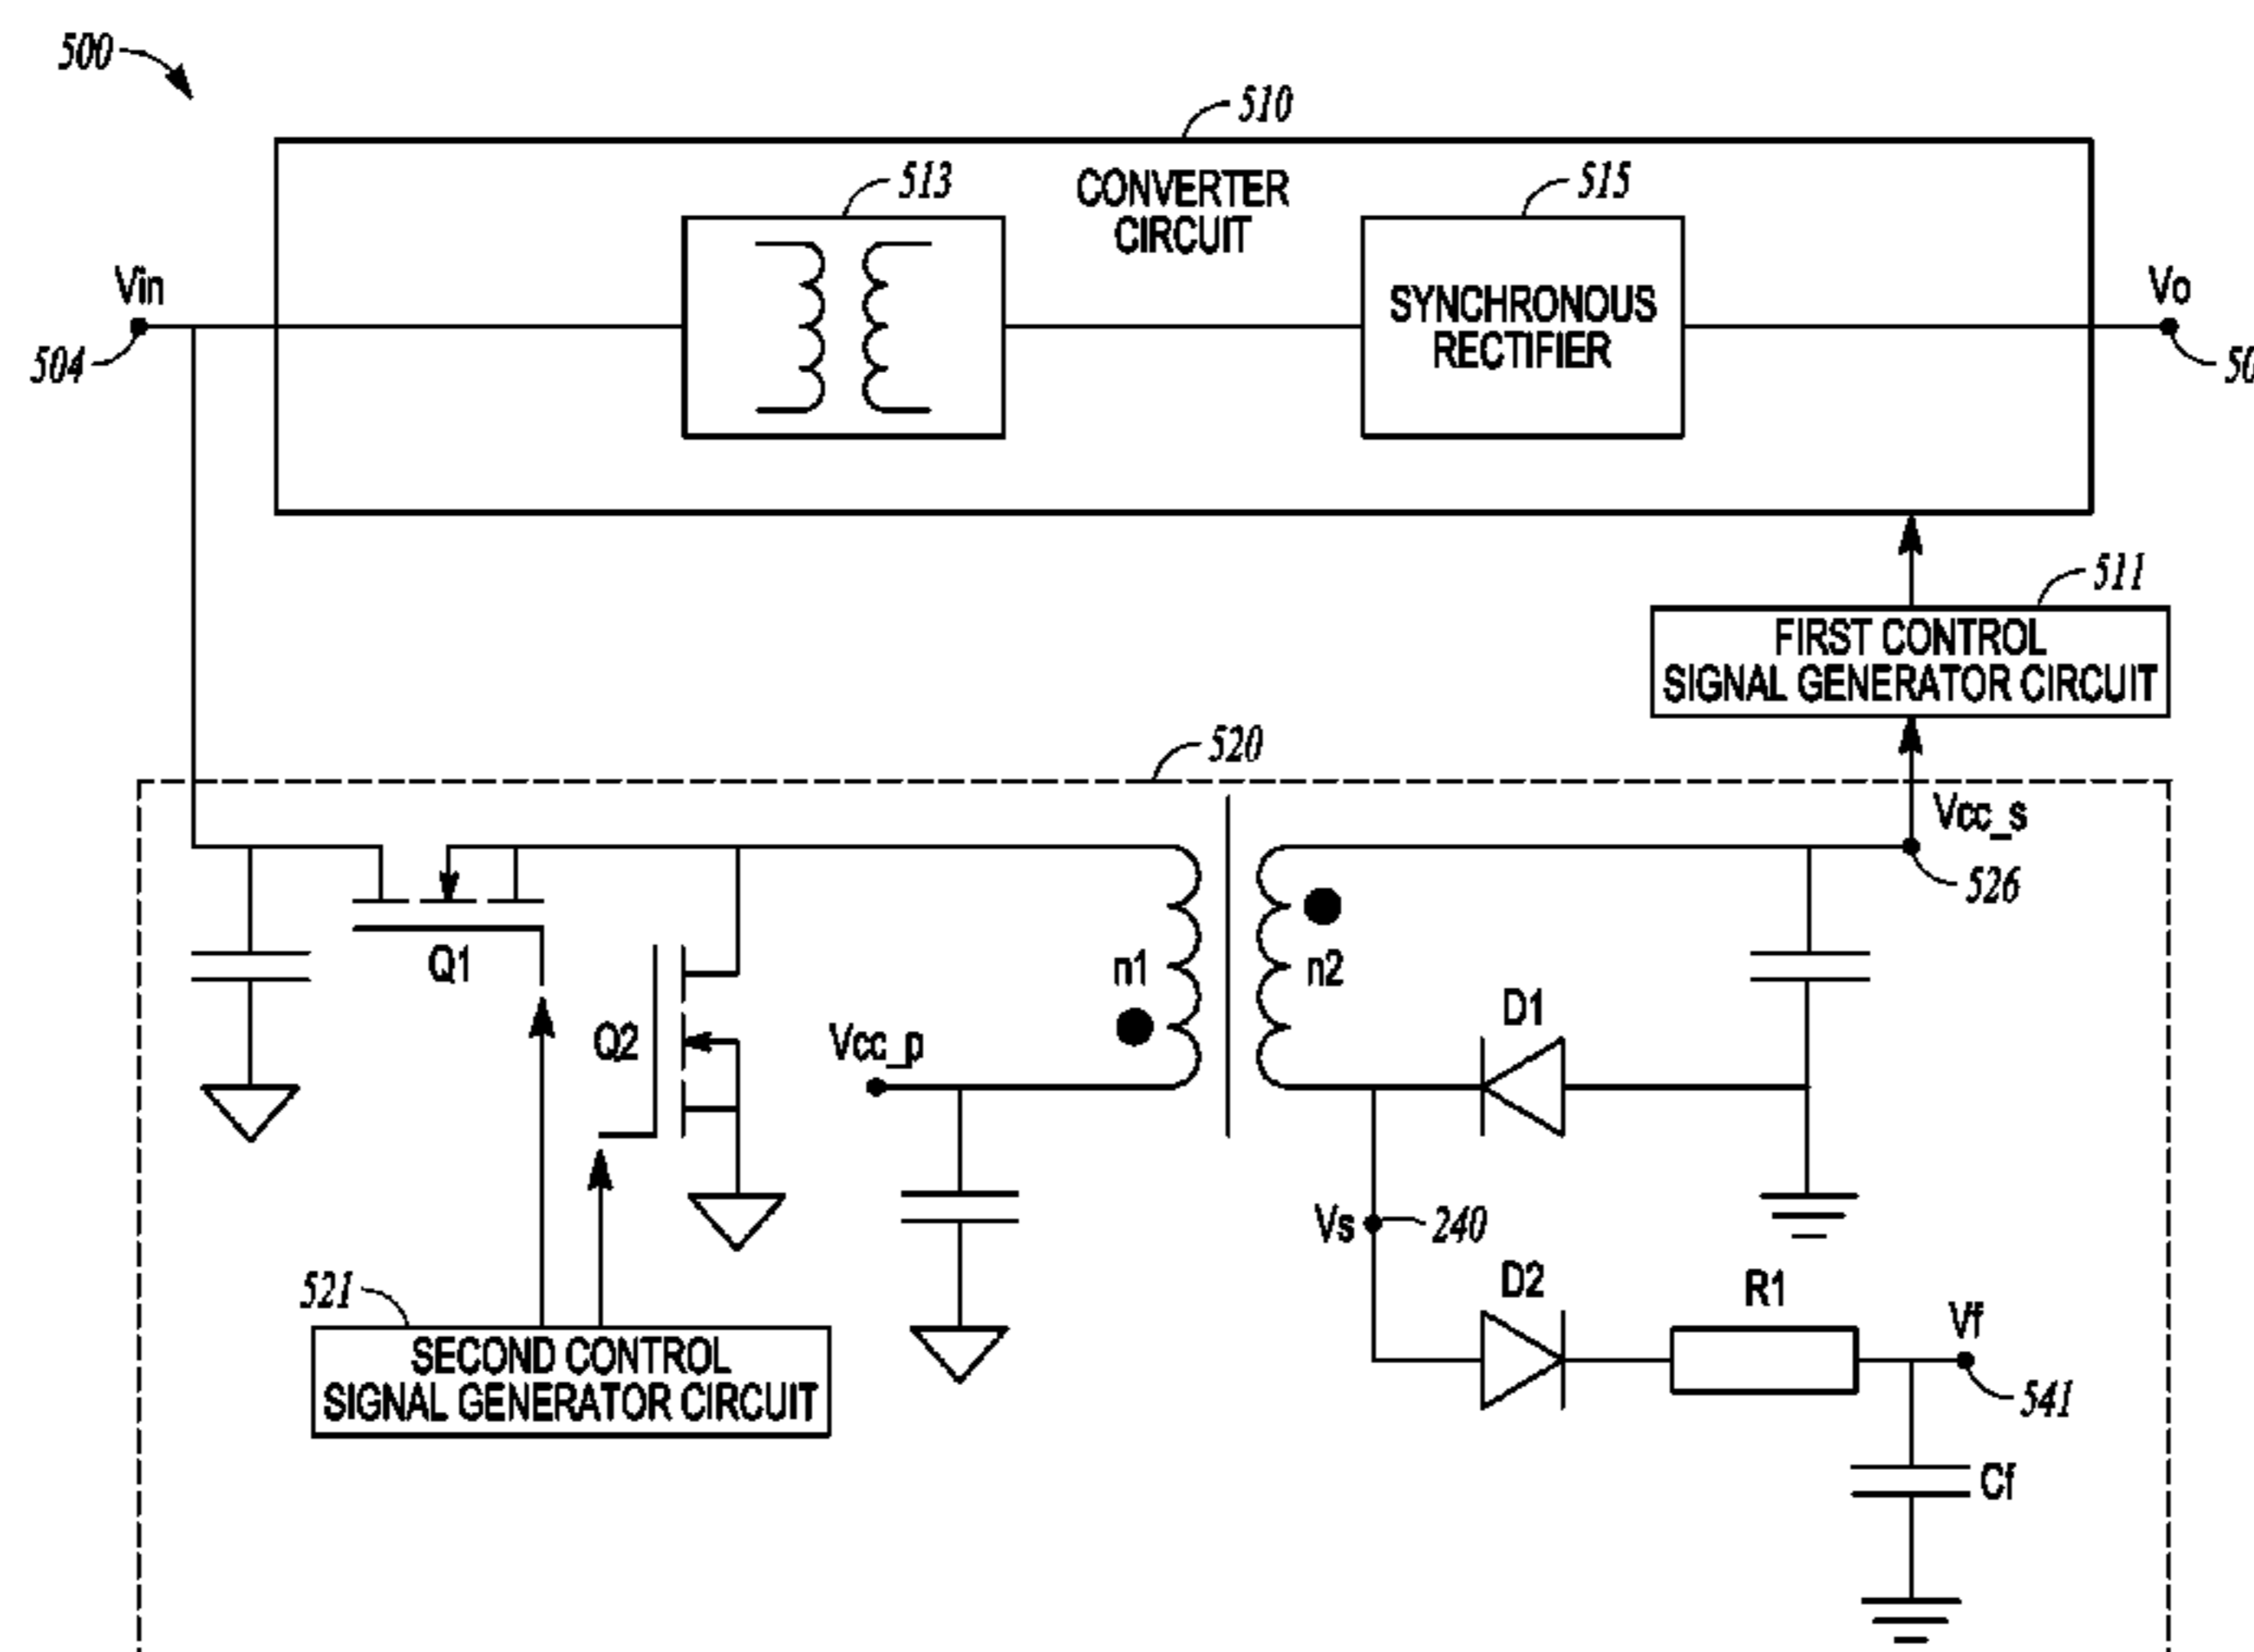 500
510
513
CONVERTER
CIRCUIT
515
Vin
504
SYNCHRONOUS
RECTIFIER
Vo
50
511
FIRST CONTROL
SIGNAL GENERATOR CIRCUIT
520
Vcc_s
526
Q1
n1
n2
D1
Q2
Vcc_p
Vs
240
D2
R1
Vf
541
521
SECOND CONTROL
SIGNAL GENERATOR CIRCUIT
Cf